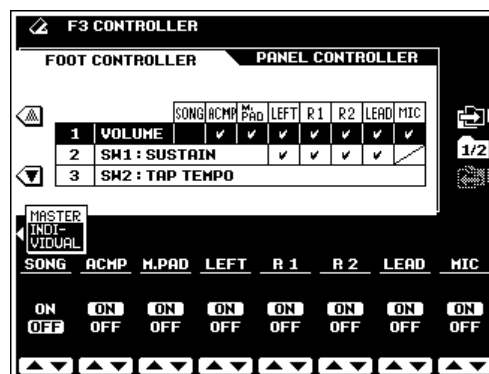 F3 CONTROLLER
FOOT CONTROLLER PANEL CONTROLLER
SONG ACMP M.PAD LEFT R1 R2 LEAD MIC
1 VOLUME ✓ ✓ ✓ ✓ ✓ ✓ ✓
2 SW1:SUSTAIN ✓ ✓ ✓ ✓
3 SW2:TAP TEMPO
1/2
MASTER
INDI-
VIDUAL
SONG ACMP M.PAD LEFT R1 R2 LEAD MIC
ON ON ON ON ON ON ON ON
OFF OFF OFF OFF OFF OFF OFF OFF